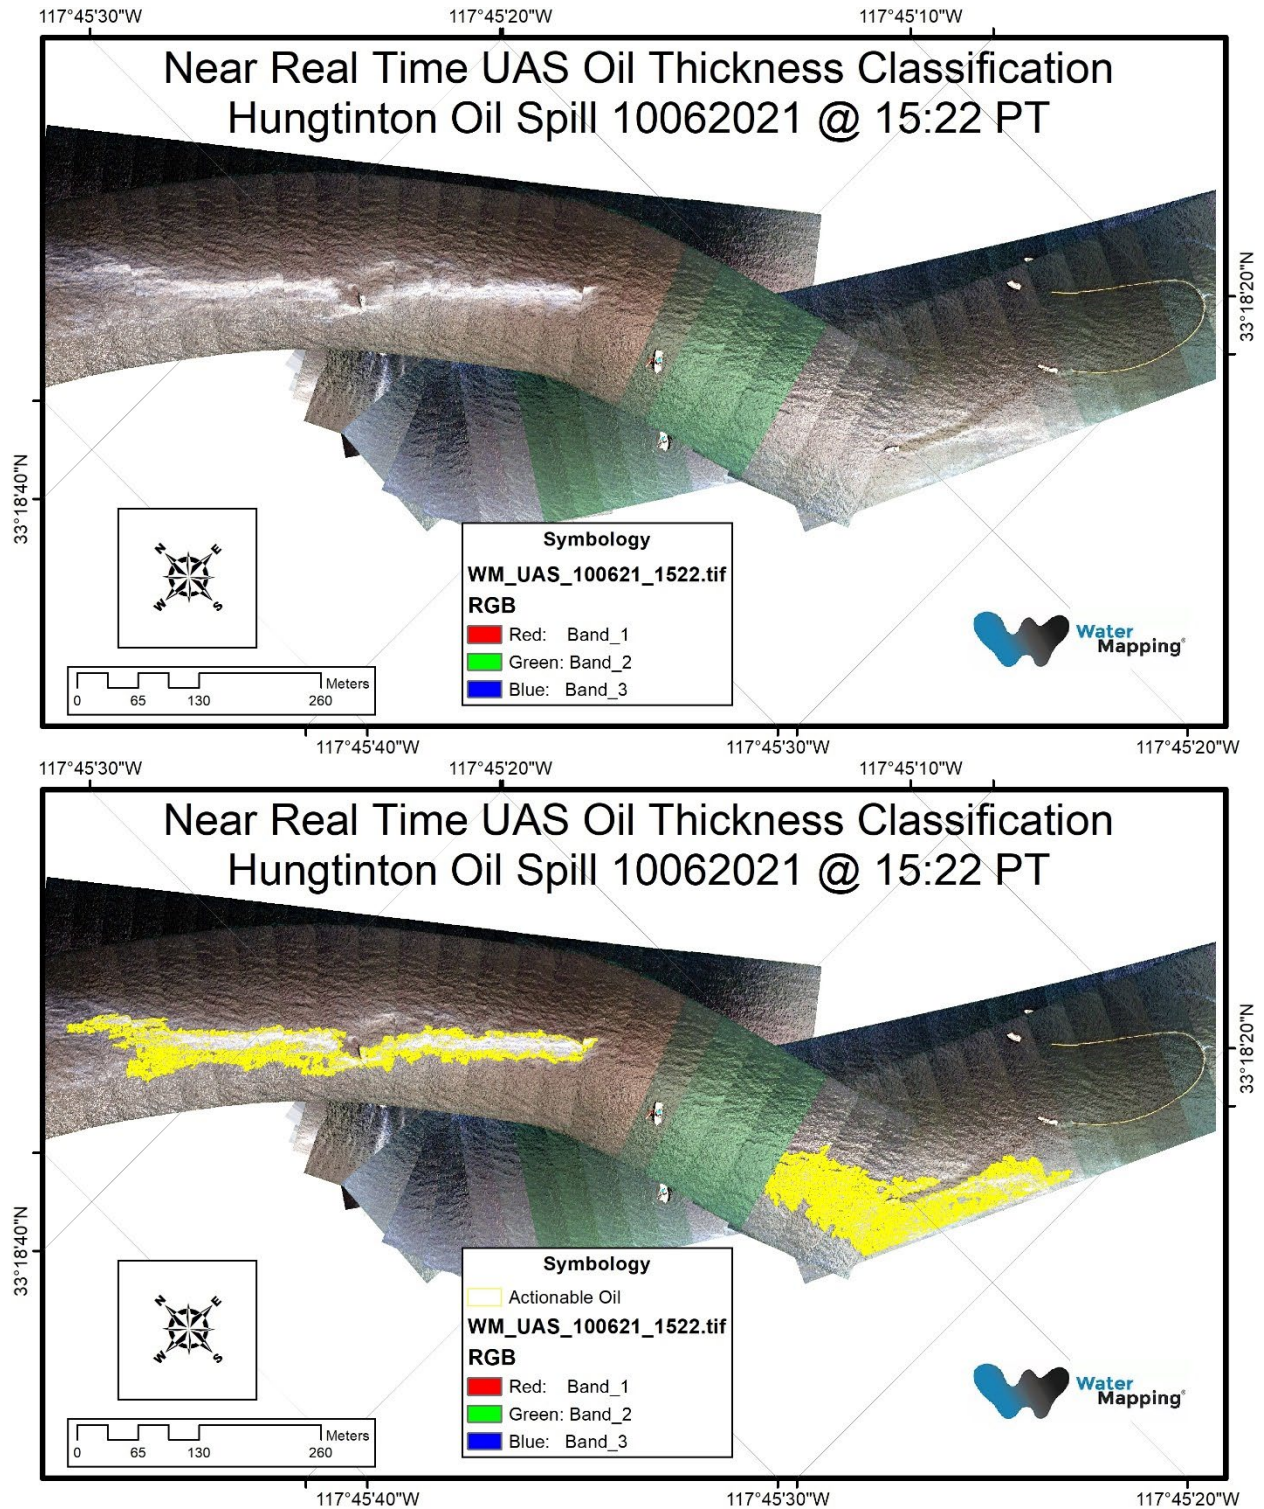 117°45'30"W 117°45'20"W 117°45'10"W
Near Real Time UAS Oil Thickness Classification
Hungtinton Oil Spill 10062021 @ 15:22 PT
33°18'20"N
33°18'40"N
N E
W S
Symbology
WM_UAS_100621_1522.tif
RGB
Red: Band_1
Green: Band_2
Blue: Band_3
Water
Mapping®
Meters
0 65 130 260
117°45'40"W 117°45'30"W 117°45'20"W
117°45'30"W 117°45'20"W 117°45'10"W
Near Real Time UAS Oil Thickness Classification
Hungtinton Oil Spill 10062021 @ 15:22 PT
33°18'20"N
33°18'40"N
N E
W S
Symbology
Actionable Oil
WM_UAS_100621_1522.tif
RGB
Red: Band_1
Green: Band_2
Blue: Band_3
Water
Mapping®
Meters
0 65 130 260
117°45'40"W 117°45'30"W 117°45'20"W